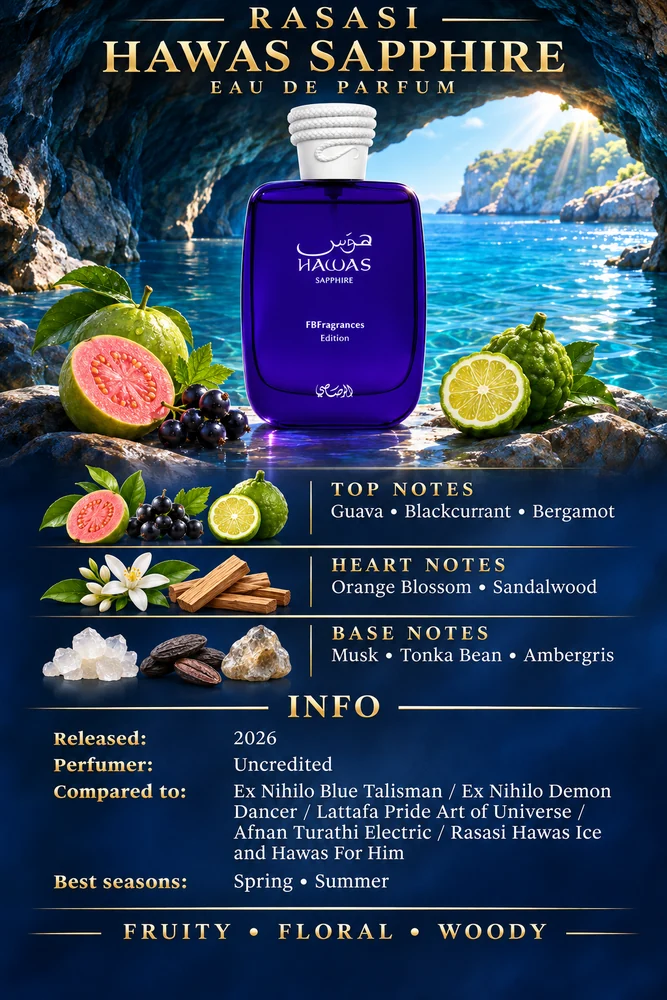 RASASI
HAWAS SAPPHIRE
EAU DE PARFUM
هوس
HAWAS
SAPPHIRE
FBFragrances
Edition
الرصاصي
TOP NOTES
Guava • Blackcurrant • Bergamot
HEART NOTES
Orange Blossom • Sandalwood
BASE NOTES
Musk • Tonka Bean • Ambergris
INFO
Released: 2026
Perfumer: Uncredited
Compared to: Ex Nihilo Blue Talisman / Ex Nihilo Demon
Dancer / Lattafa Pride Art of Universe /
Afnan Turathi Electric / Rasasi Hawas Ice
and Hawas For Him
Best seasons: Spring • Summer
FRUITY • FLORAL • WOODY